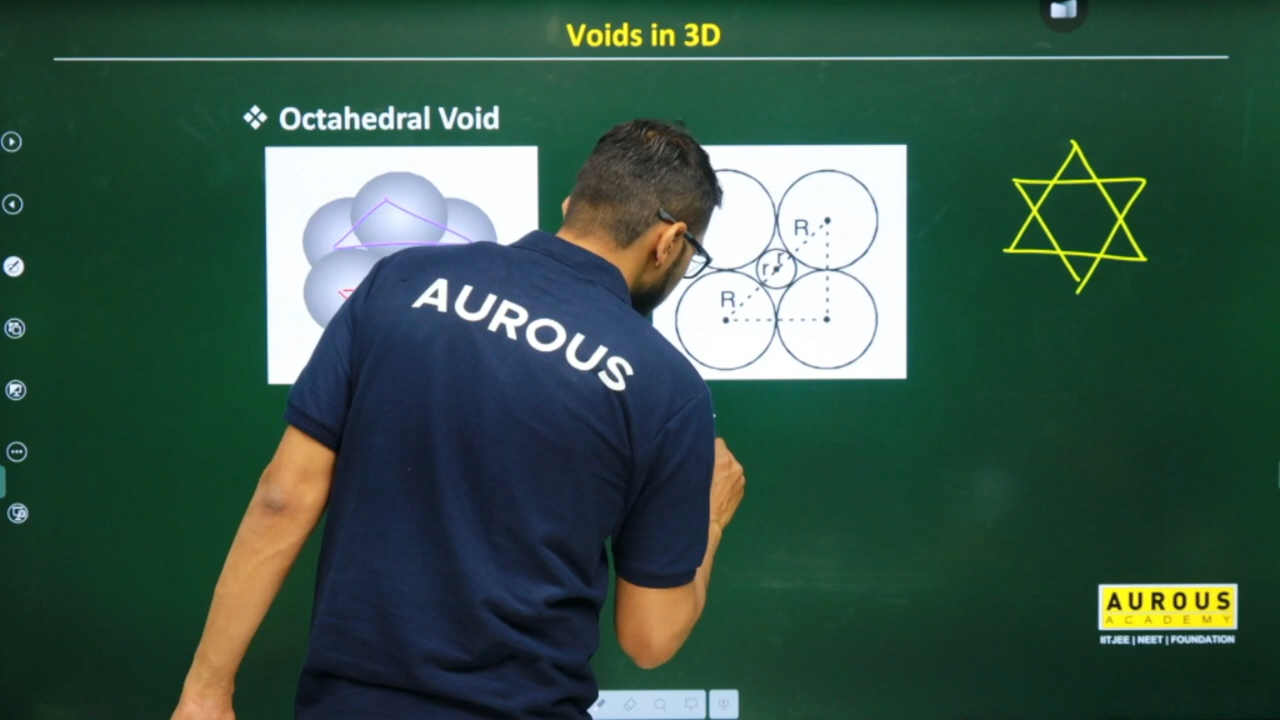 Voids in 3D
❖ Octahedral Void
R
r
r
R
AUROUS
AUROUS
ACADEMY
IITJEE | NEET | FOUNDATION